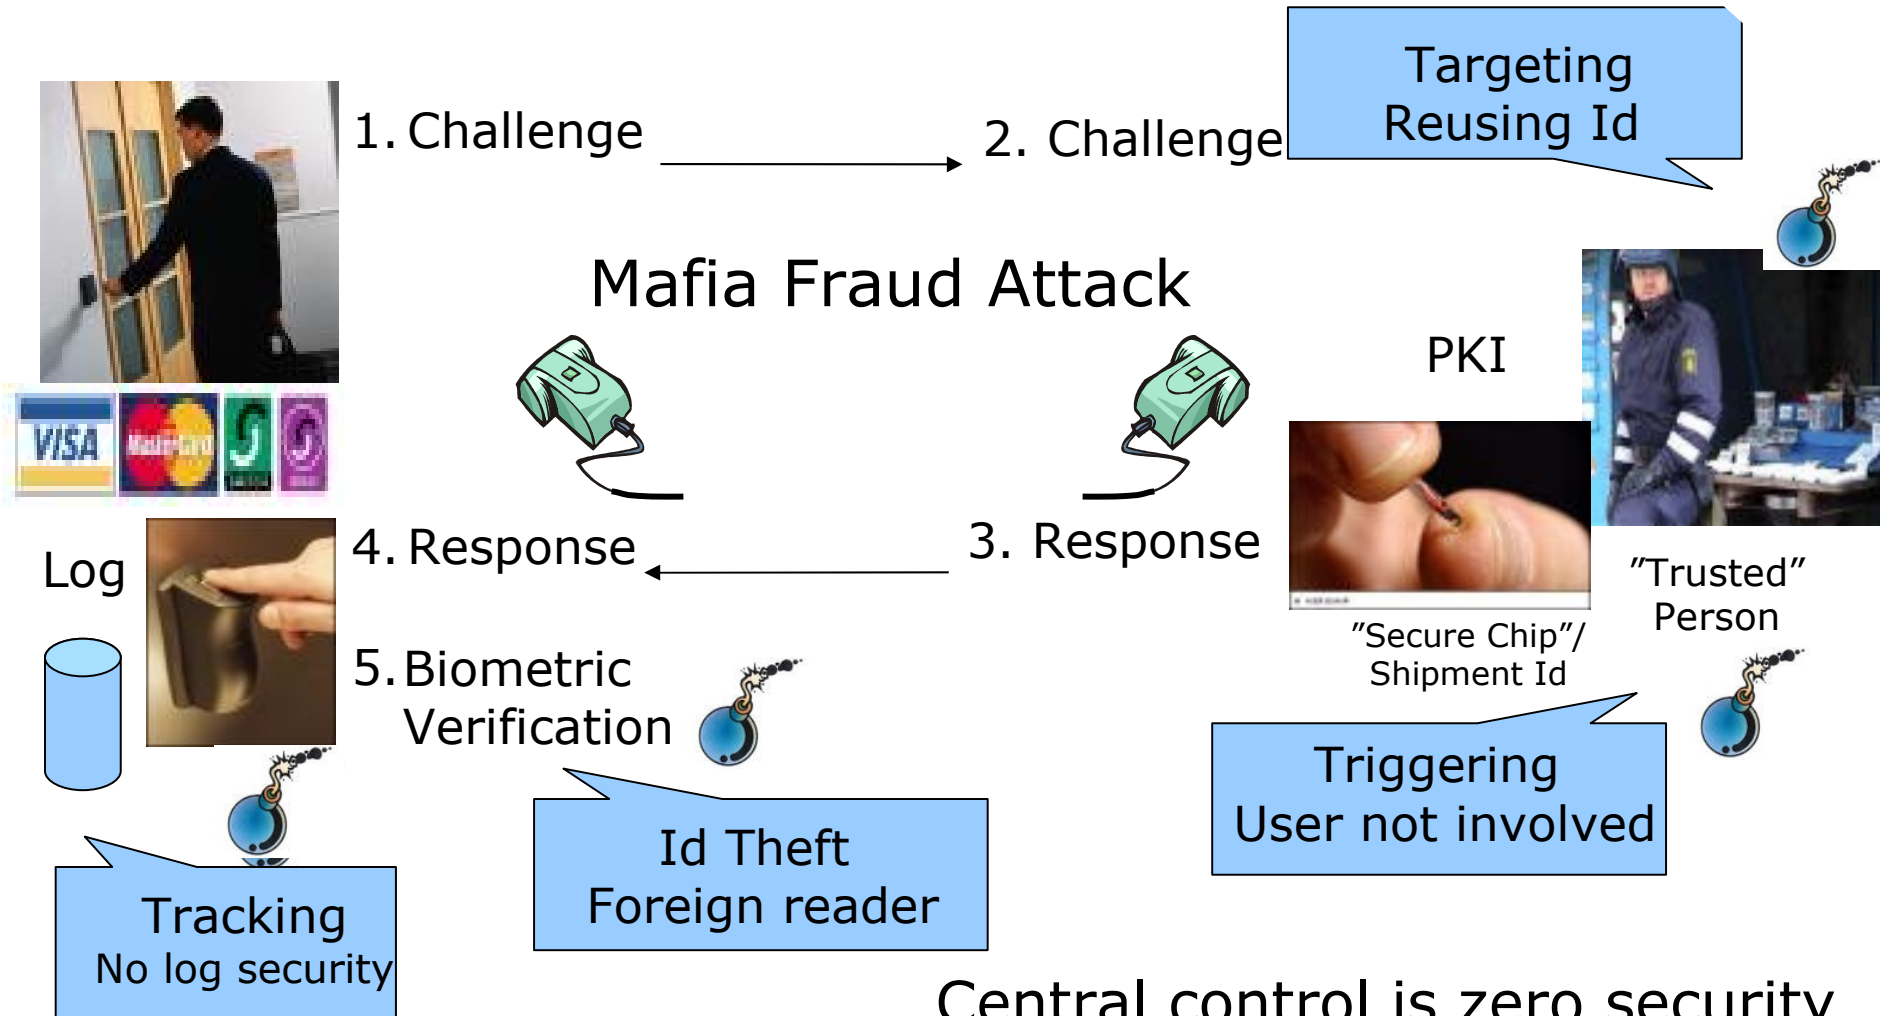 Targeting
Reusing Id
1. Challenge
2. Challenge
Mafia Fraud Attack
PKI
VISA
MasterCard
4. Response
3. Response
Log
"Trusted"
Person
"Secure Chip"/
Shipment Id
5. Biometric
Verification
Triggering
User not involved
Id Theft
Foreign reader
Tracking
No log security
Central control is zero security